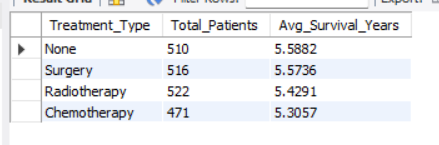 Result Grid Filter Rows: Export:
Treatment_Type Total_Patients Avg_Survival_Years
None 510 5.5882
Surgery 516 5.5736
Radiotherapy 522 5.4291
Chemotherapy 471 5.3057